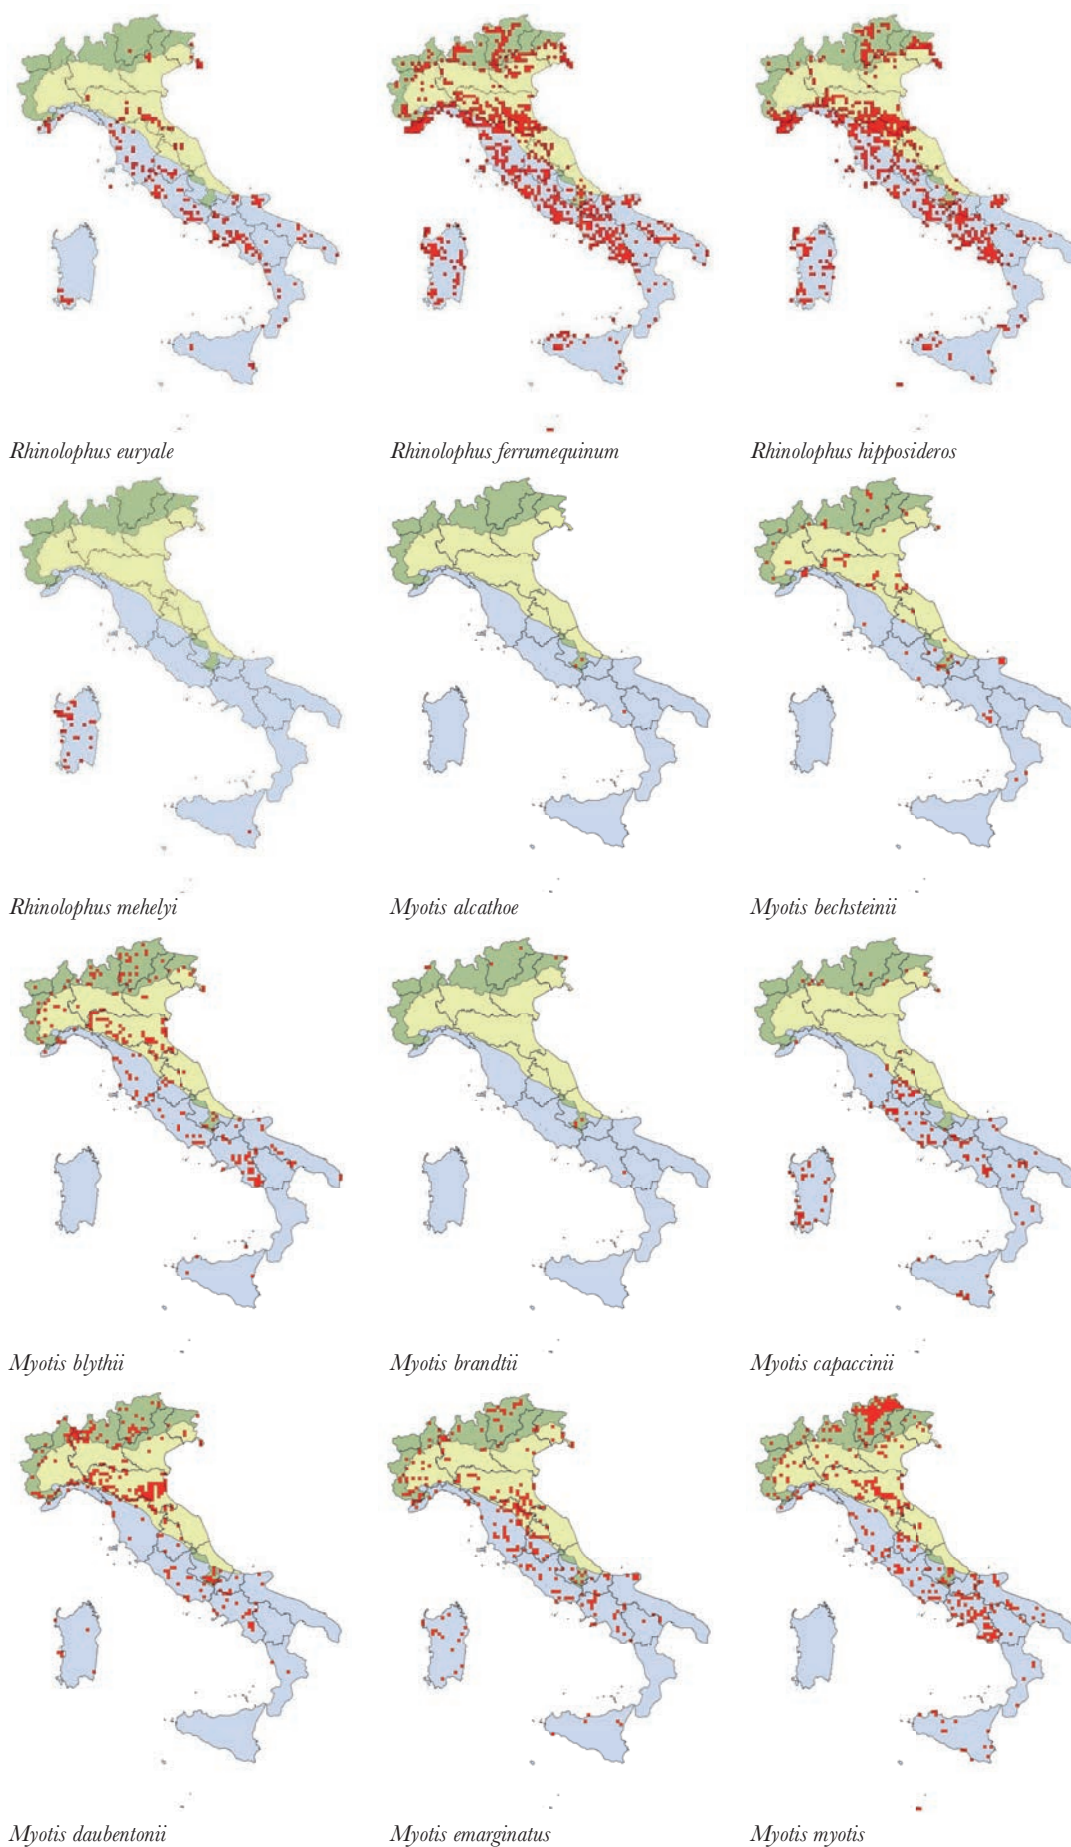 Rhinolophus euryale
Rhinolophus ferrumequinum
Rhinolophus hipposideros
Rhinolophus mehelyi
Myotis alcathoe
Myotis bechsteinii
Myotis blythii
Myotis brandtii
Myotis capaccinii
Myotis daubentonii
Myotis emarginatus
Myotis myotis